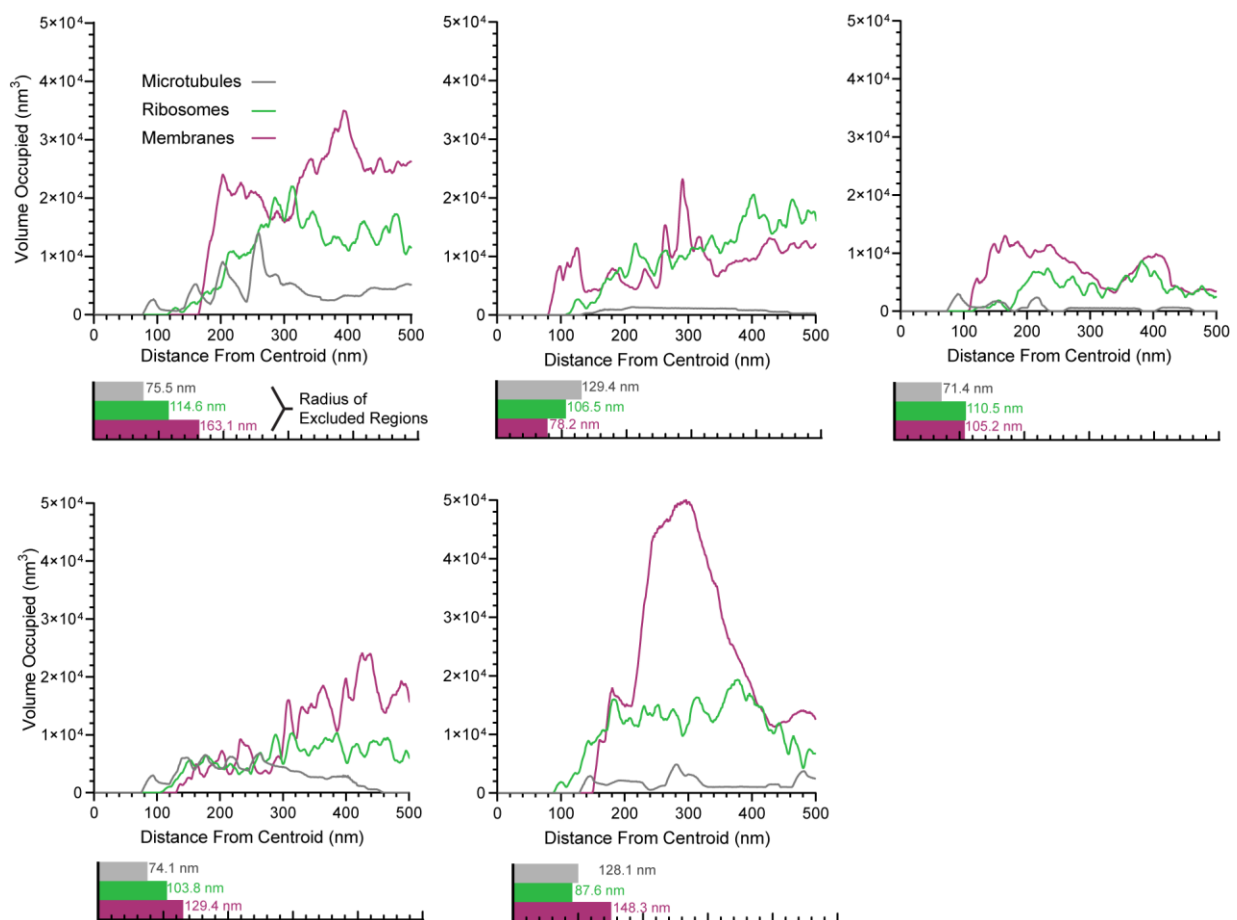 5×10⁴
4×10⁴
3×10⁴
2×10⁴
1×10⁴
0
Volume Occupied (nm³)
Microtubules
Ribosomes
Membranes
0 100 200 300 400 500
Distance From Centroid (nm)
75.5 nm
114.6 nm
163.1 nm
Radius of
Excluded Regions
5×10⁴
4×10⁴
3×10⁴
2×10⁴
1×10⁴
0
0 100 200 300 400 500
Distance From Centroid (nm)
129.4 nm
106.5 nm
78.2 nm
5×10⁴
4×10⁴
3×10⁴
2×10⁴
1×10⁴
0
0 100 200 300 400 500
Distance From Centroid (nm)
71.4 nm
110.5 nm
105.2 nm
5×10⁴
4×10⁴
3×10⁴
2×10⁴
1×10⁴
0
Volume Occupied (nm³)
0 100 200 300 400 500
Distance From Centroid (nm)
74.1 nm
103.8 nm
129.4 nm
5×10⁴
4×10⁴
3×10⁴
2×10⁴
1×10⁴
0
0 100 200 300 400 500
Distance From Centroid (nm)
128.1 nm
87.6 nm
148.3 nm